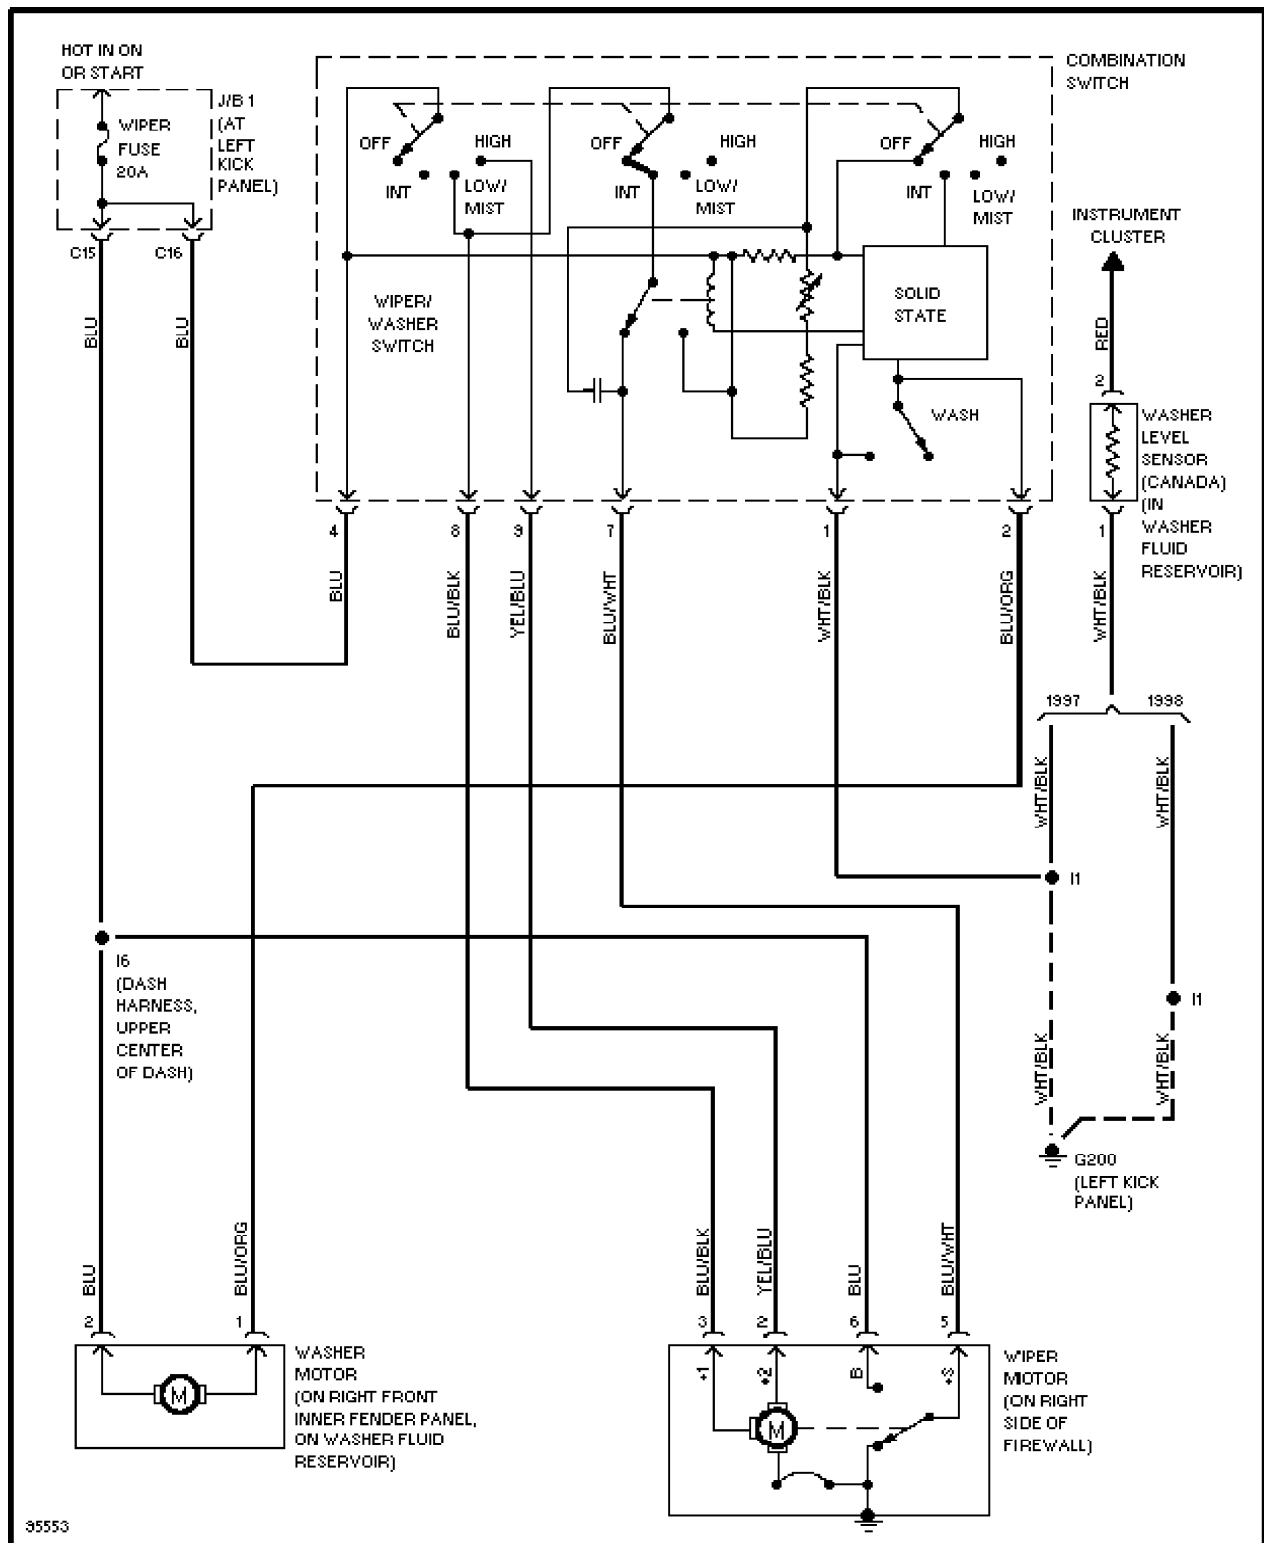 HOT IN ON
OR START
J/B 1
(AT
LEFT
KICK
PANEL)
WIPER
FUSE
20A
C15
C16
BLU
BLU
COMBINATION
SWITCH
OFF
HIGH
INT
LOW/
MIST
OFF
HIGH
INT
LOW/
MIST
OFF
HIGH
INT
LOW/
MIST
WIPER/
WASHER
SWITCH
SOLID
STATE
WASH
INSTRUMENT
CLUSTER
RED
2
WASHER
LEVEL
SENSOR
(CANADA)
(IN
WASHER
FLUID
RESERVOIR)
1
4
8
9
7
1
2
BLU
BLU/BLK
YEL/BLU
BLU/WHT
WHT/BLK
BLU/ORG
WHT/BLK
1997
1998
WHT/BLK
WHT/BLK
I1
I1
I6
(DASH
HARNESS,
UPPER
CENTER
OF DASH)
WHT/BLK
WHT/BLK
G200
(LEFT KICK
PANEL)
BLU
BLU/ORG
BLU/BLK
YEL/BLU
BLU
BLU/WHT
2
1
3
2
6
5
M
WASHER
MOTOR
(ON RIGHT FRONT
INNER FENDER PANEL,
ON WASHER FLUID
RESERVOIR)
+1
+2
B
+3
M
WIPER
MOTOR
(ON RIGHT
SIDE OF
FIREWALL)
95553